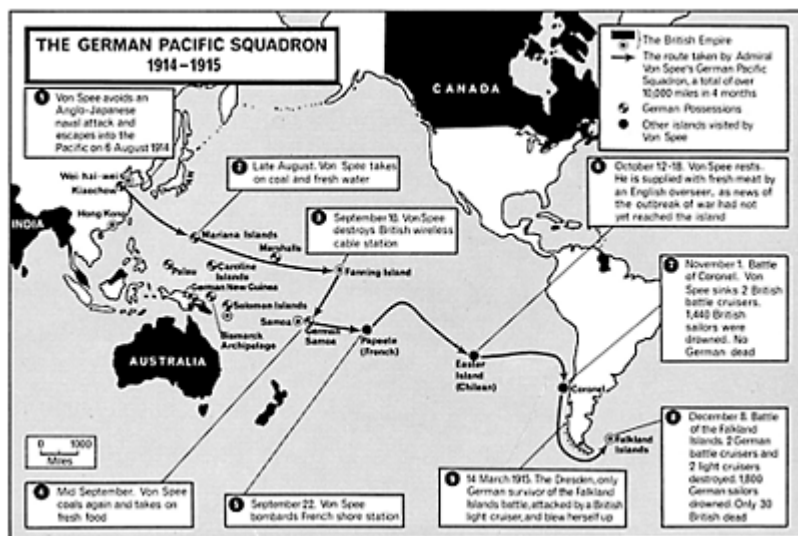 THE GERMAN PACIFIC SQUADRON
1914-1915
1 Von Spee avoids an
Anglo-Japanese
naval attack and
escapes into the
Pacific on 6 August 1914
The British Empire
The route taken by Admiral
Von Spee's German Pacific
Squadron, a total of over
10,000 miles in 4 months
German Possessions
Other islands visited by
Von Spee
CANADA
2 Late August. Von Spee takes
on coal and fresh water
3 September 10. Von Spee
destroys British wireless
cable station
6 October 12-18. Von Spee rests.
He is supplied with fresh meat by
an English overseer, as news of
the outbreak of war had not
yet reached the island
7 November 1. Battle
of Coronel. Von
Spee sinks 2 British
battle cruisers.
1,440 British
sailors were
drowned. No
German dead
Wei-hai-wei
Kiaochow
JAPAN
Hong Kong
INDIA
Mariana Islands
Marshalls
Palau
Caroline
Islands
Fanning Island
German New Guinea
Soloman Islands
Bismarck
Archipelago
Samoa
German
Samoa
Papeete
(French)
Easter
Island
(Chilean)
Coronel
AUSTRALIA
Falkland
Islands
0 1000
Miles
4 Mid September. Von Spee
coals again and takes on
fresh food
5 September 22. Von Spee
bombards French shore station
9 14 March 1915. The Dresden, only
German survivor of the Falkland
Islands battle, attacked by a British
light cruiser, and blew herself up
8 December 8. Battle
of the Falkland
Islands. 2 German
battle cruisers and
2 light cruisers
destroyed. 1,800
German sailors
drowned. Only 30
British dead